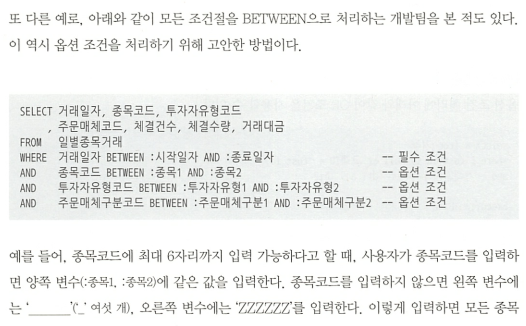 또 다른 예로, 아래와 같이 모든 조건절을 BETWEEN으로 처리하는 개발팀을 본 적도 있다.
이 역시 옵션 조건을 처리하기 위해 고안한 방법이다.
SELECT 거래일자, 종목코드, 투자자유형코드
, 주문매체코드, 체결건수, 체결수량, 거래대금
FROM 일별종목거래
WHERE 거래일자 BETWEEN :시작일자 AND :종료일자 -- 필수 조건
AND 종목코드 BETWEEN :종목1 AND :종목2 -- 옵션 조건
AND 투자자유형코드 BETWEEN :투자자유형1 AND :투자자유형2 -- 옵션 조건
AND 주문매체구분코드 BETWEEN :주문매체구분1 AND :주문매체구분2 -- 옵션 조건
예를 들어, 종목코드에 최대 6자리까지 입력 가능하다고 할 때, 사용자가 종목코드를 입력하
면 양쪽 변수(:종목1, :종목2)에 같은 값을 입력한다. 종목코드를 입력하지 않으면 왼쪽 변수에
는 '______'('_' 여섯 개), 오른쪽 변수에는 'ZZZZZZ'를 입력한다. 이렇게 입력하면 모든 종목